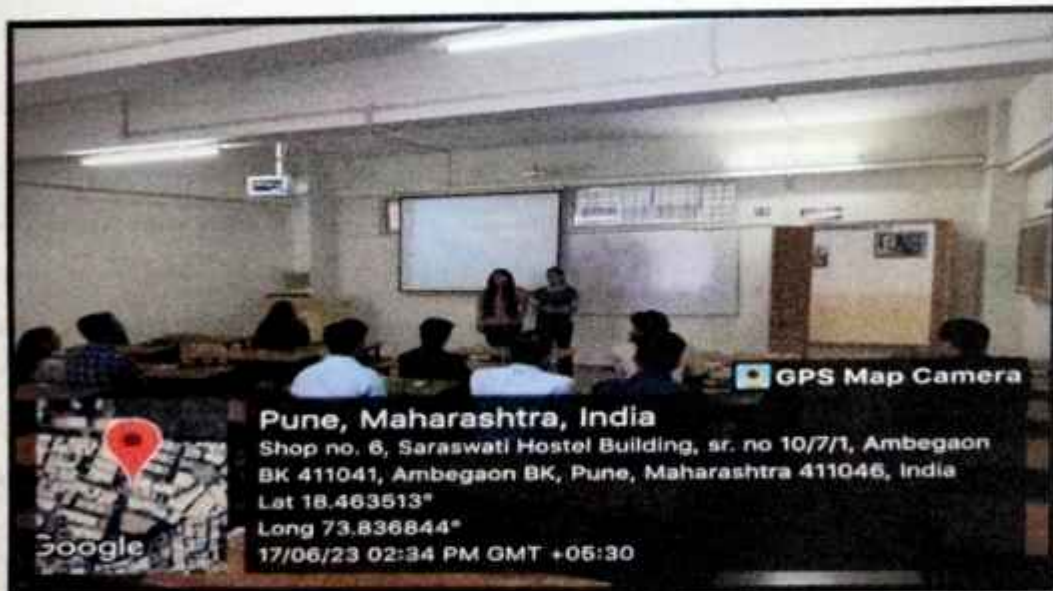 GPS Map Camera
Pune, Maharashtra, India
Shop no. 6, Saraswati Hostel Building, sr. no 10/7/1, Ambegaon
BK 411041, Ambegaon BK, Pune, Maharashtra 411046, India
Lat 18.463513°
Long 73.836844°
17/06/23 02:34 PM GMT +05:30
Google